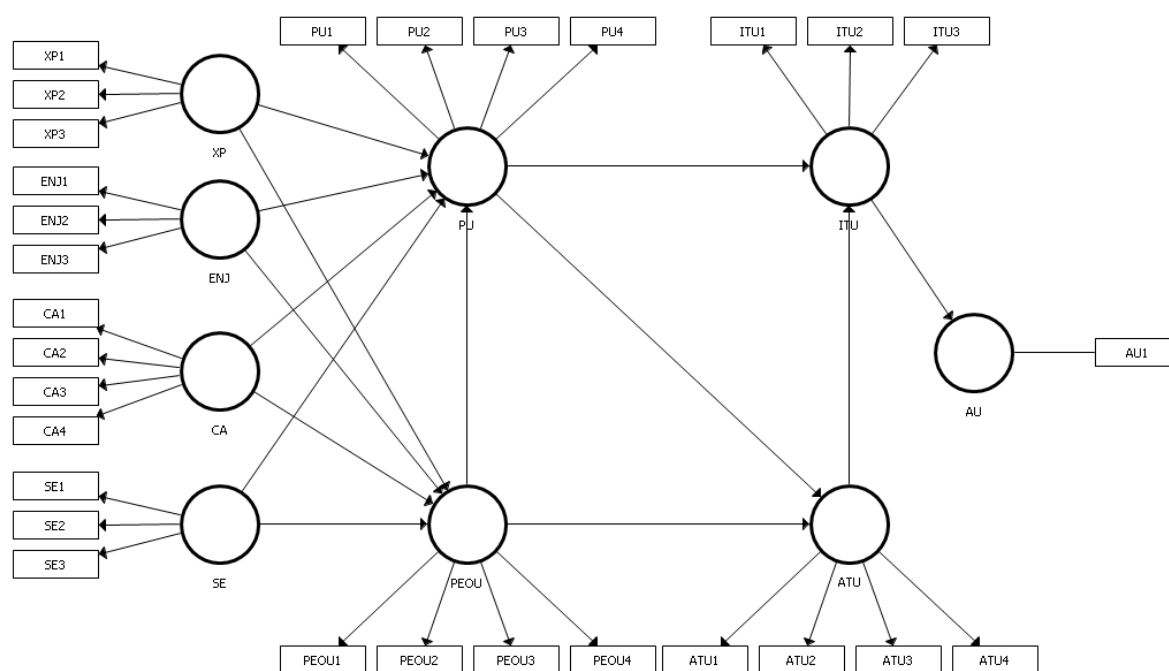 PU1
PU2
PU3
PU4
ITU1
ITU2
ITU3
XP1
XP2
XP3
XP
ENJ1
ENJ2
ENJ3
ENJ
PU
ITU
CA1
CA2
CA3
CA4
CA
AU1
AU
SE1
SE2
SE3
SE
PEOU
ATU
PEOU1
PEOU2
PEOU3
PEOU4
ATU1
ATU2
ATU3
ATU4